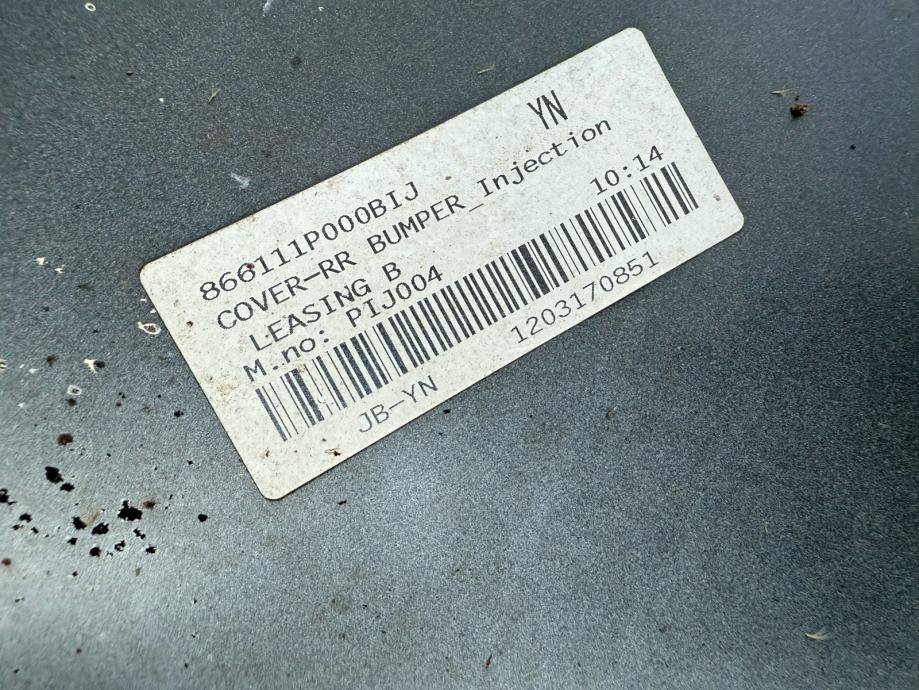 YN
866111P000BIJ
COVER-RR BUMPER_Injection
LEASING B
M.no: PIJ004 10:14
JB-YN 1203170851